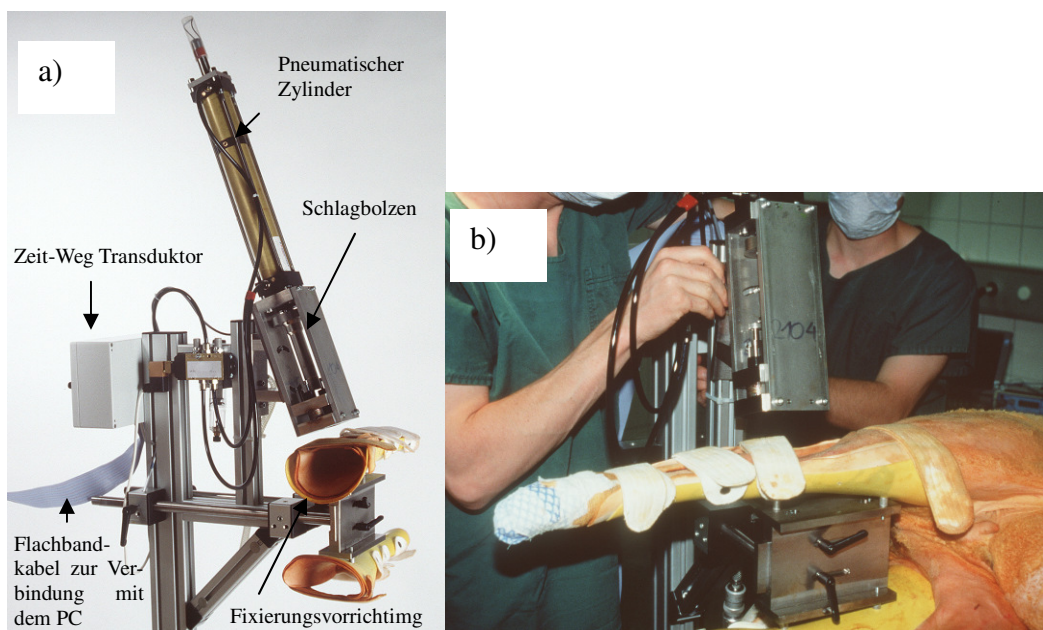 a)
Pneumatischer
Zylinder
Schlagbolzen
Zeit-Weg Transduktor
Flachband-
kabel zur Ver-
bindung mit
dem PC
Fixierungsvorrichtimg
b)
2104